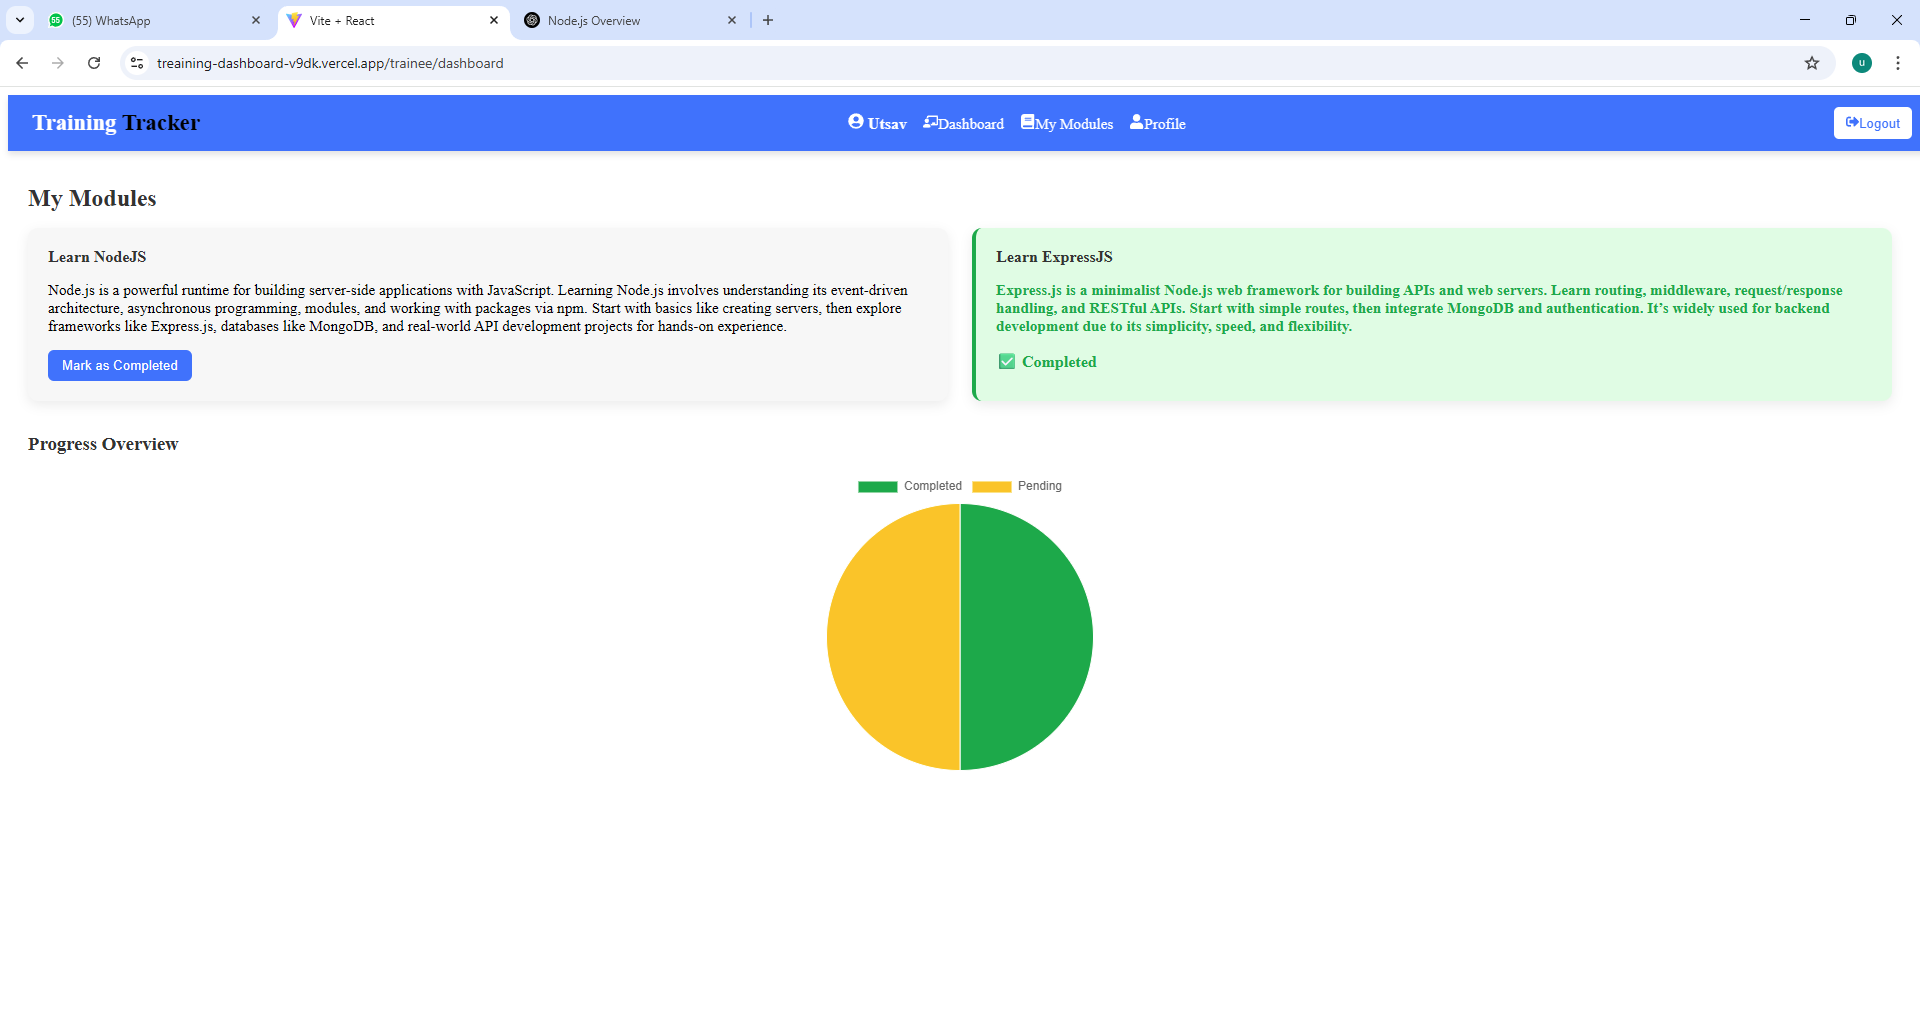 (55) WhatsApp
Vite + React
Node.js Overview
treaining-dashboard-v9dk.vercel.app/trainee/dashboard
u
Training Tracker
Utsav
Dashboard
My Modules
Profile
Logout
My Modules
Learn NodeJS
Node.js is a powerful runtime for building server-side applications with JavaScript. Learning Node.js involves understanding its event-driven
architecture, asynchronous programming, modules, and working with packages via npm. Start with basics like creating servers, then explore
frameworks like Express.js, databases like MongoDB, and real-world API development projects for hands-on experience.
Mark as Completed
Learn ExpressJS
Express.js is a minimalist Node.js web framework for building APIs and web servers. Learn routing, middleware, request/response
handling, and RESTful APIs. Start with simple routes, then integrate MongoDB and authentication. It’s widely used for backend
development due to its simplicity, speed, and flexibility.
✅ Completed
Progress Overview
Completed
Pending